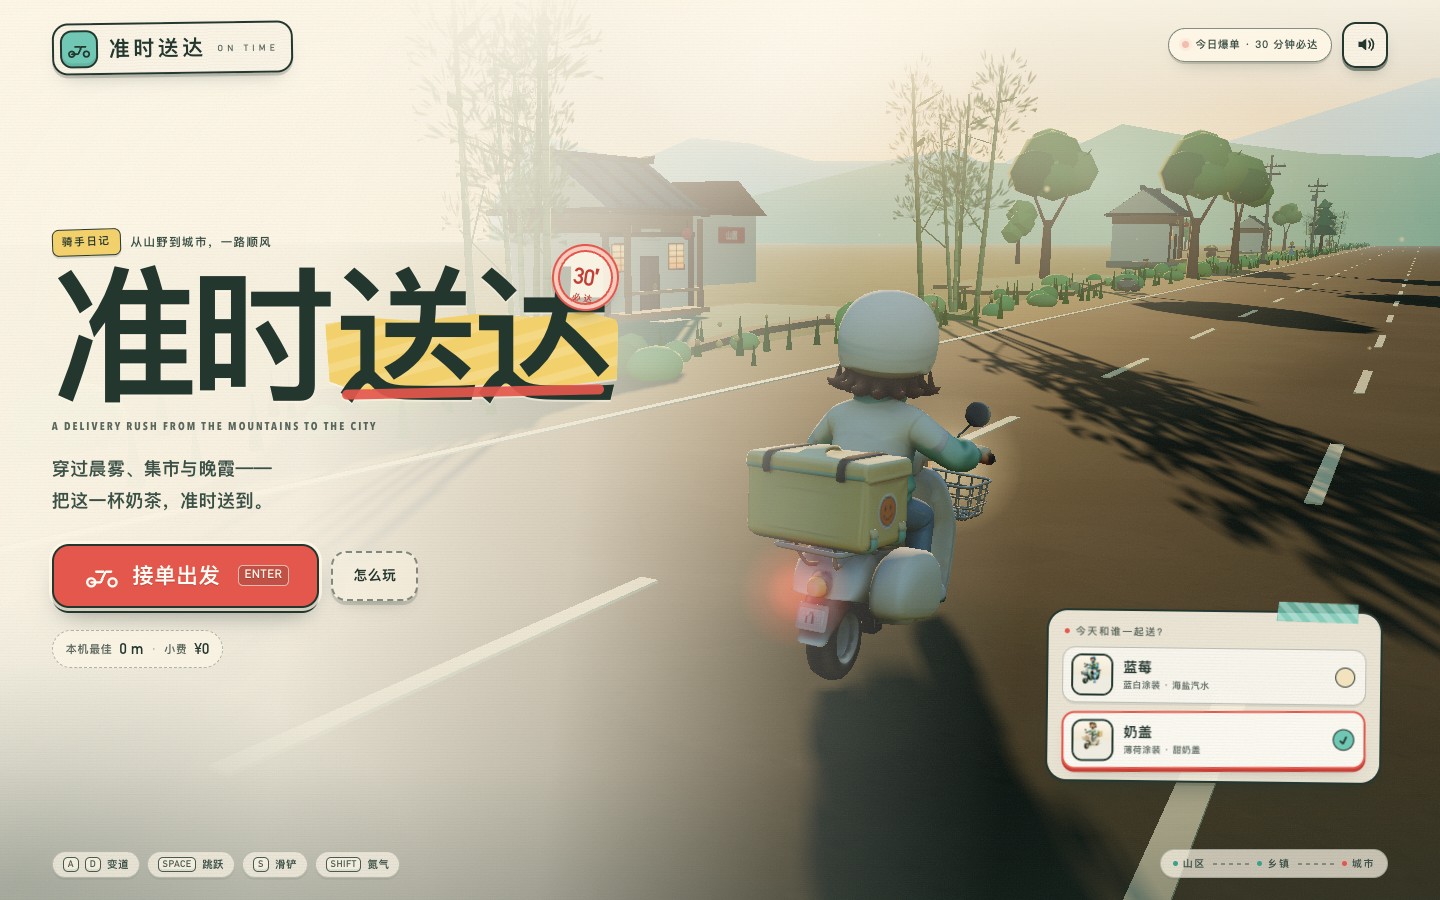 准时送达 ON TIME
今日爆单 · 30 分钟必达
骑手日记 从山野到城市，一路顺风
准时送达
30′
必达
A DELIVERY RUSH FROM THE MOUNTAINS TO THE CITY
穿过晨雾、集市与晚霞——
把这一杯奶茶，准时送到。
接单出发 ENTER
怎么玩
本机最佳 0 m · 小费 ¥0
今天和谁一起送？
蓝莓
蓝白涂装 · 海盐汽水
奶盖
薄荷涂装 · 甜奶盖
A D 变道 SPACE 跳跃 S 滑铲 SHIFT 氮气
山区 乡镇 城市